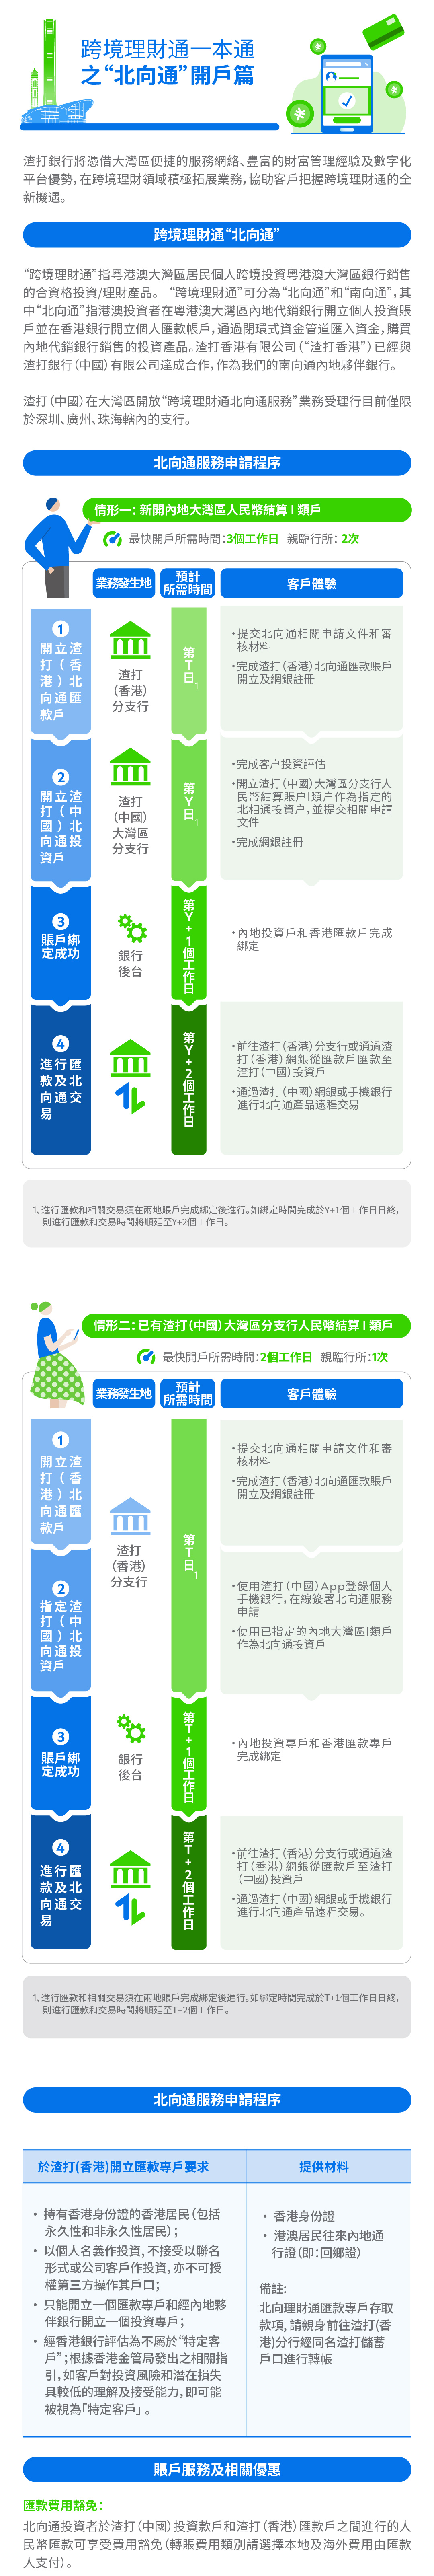 跨境理財通一本通
之“北向通”開戶篇
渣打銀行將憑借大灣區便捷的服務網絡、豐富的財富管理經驗及數字化
平台優勢，在跨境理財領域積極拓展業務，協助客戶把握跨境理財通的全
新機遇。
跨境理財通“北向通”
“跨境理財通”指粵港澳大灣區居民個人跨境投資粵港澳大灣區銀行銷售
的合資格投資/理財產品。 “跨境理財通”可分為“北向通”和“南向通”，其
中“北向通”指港澳投資者在粵港澳大灣區內地代銷銀行開立個人投資賬
戶並在香港銀行開立個人匯款帳戶，通過閉環式資金管道匯入資金，購買
內地代銷銀行銷售的投資產品。渣打香港有限公司（“渣打香港”）已經與
渣打銀行（中國）有限公司達成合作，作為我們的南向通內地夥伴銀行。
渣打（中國）在大灣區開放“跨境理財通北向通服務”業務受理行目前僅限
於深圳、廣州、珠海轄內的支行。
北向通服務申請程序
情形一：新開內地大灣區人民幣結算 I 類戶
最快開戶所需時間：3個工作日 親臨行所： 2次
業務發生地
預計
所需時間
客戶體驗
1
開立渣
打（香
港）北
向通匯
款戶
渣打
（香港）
分支行
第
T
日1
•提交北向通相關申請文件和審
核材料
•完成渣打（香港）北向通匯款賬戶
開立及網銀註冊
2
開立渣
打（中
國）北
向通投
資戶
渣打
（中國）
大灣區
分支行
第
Y
日1
•完成客户投資評估
•開立渣打（中國）大灣區分支行人
民幣結算賬户I類户作為指定的
北相通投資户，並提交相關申請
文件
•完成網銀註冊
3
賬戶綁
定成功
銀行
後台
第
Y
+
1
個
工
作
日
•內地投資戶和香港匯款戶完成
綁定
4
進行匯
款及北
向通交
易
第
Y
+
2
個
工
作
日
•前往渣打（香港）分支行或通過渣
打（香港）網銀從匯款戶匯款至
渣打（中國）投資戶
•通過渣打（中國）網銀或手機銀行
進行北向產品遠程交易
1、進行匯款和相關交易須在兩地賬戶完成綁定後進行。如綁定時間完成於Y+1個工作日日終，
則進行匯款和交易時間將順延至Y+2個工作日。
情形二：已有渣打（中國）大灣區分支行人民幣結算 I 類戶
最快開戶所需時間：2個工作日 親臨行所：1次
業務發生地
預計
所需時間
客戶體驗
1
開立渣
打（香
港）北
向通匯
款戶
渣打
（香港）
分支行
第
T
日1
•提交北向通相關申請文件和審
核材料
•完成渣打（香港）北向通匯款賬戶
開立及網銀註冊
2
指定渣
打（中
國）北
向通投
資戶
•使用渣打（中國）App登錄個人
手機銀行，在線簽署北向通服務
申請
•使用已指定的內地大灣區I類戶
作為北向通投資戶
3
賬戶綁
定成功
銀行
後台
第
T
+
1
個
工
作
日
•內地投資專戶和香港匯款專戶
完成綁定
4
進行匯
款及北
向通交
易
第
T
+
2
個
工
作
日
•前往渣打（香港）分支行或通過渣
打（香港）網銀從匯款戶至渣打
（中國）投資戶
•通過渣打（中國）網銀或手機銀行
進行北向產品遠程交易。
1、進行匯款和相關交易須在兩地賬戶完成綁定後進行。如綁定時間完成於T+1個工作日日終，
則進行匯款和交易時間將順延至T+2個工作日。
北向通服務申請程序
於渣打(香港)開立匯款專戶要求
• 持有香港身份證的香港居民（包括
永久性和非永久性居民）；
• 以個人名義作投資，不接受以聯名
形式或公司客戶作投資，亦不可授
權第三方操作其戶口；
• 只能開立一個匯款專戶和經內地夥
伴銀行開立一個投資專戶；
• 經香港銀行評估為不屬於“特定客
戶”；根據香港金管局發出之相關指
引，如客戶對投資風險和潛在損失
具較低的理解及接受能力，即可能
被視為「特定客戶」。
提供材料
• 香港身份證
• 港澳居民往來內地通
行證（即：回鄉證）
備註：
北向理財通匯款專戶存取
款項，請親身前往渣打(香
港)分行經同名渣打儲蓄
戶口進行轉帳
賬戶服務及相關優惠
匯款費用豁免：
北向通投資者於渣打（中國）投資款戶和渣打（香港）匯款戶之間進行的人
民幣匯款可享受費用豁免（轉賬費用類別請選擇本地及海外費用由匯款
人支付）。